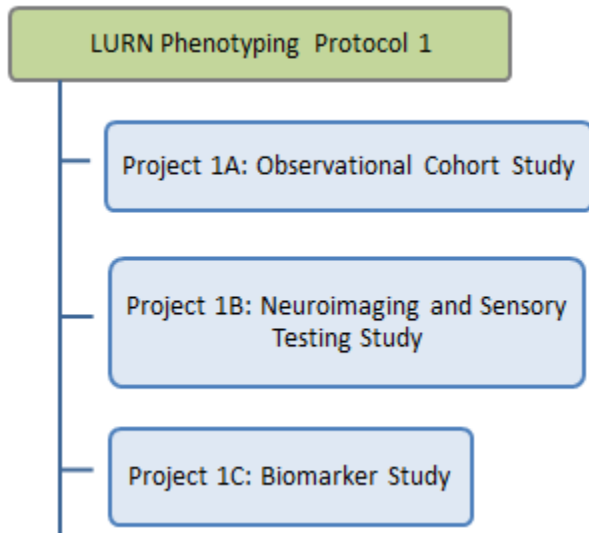 LURN Phenotyping Protocol 1
Project 1A: Observational Cohort Study
Project 1B: Neuroimaging and Sensory
Testing Study
Project 1C: Biomarker Study